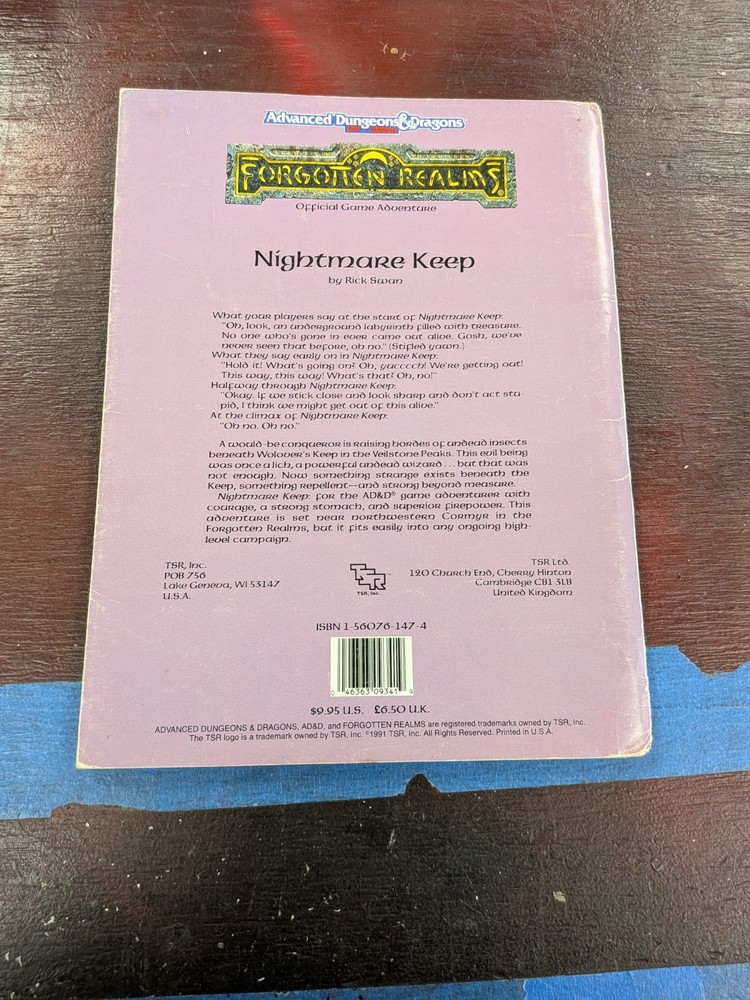 Advanced Dungeons & Dragons
FORGOTTEN REALMS
Official Game Adventure
Nightmare Keep
by Rick Swan
What your players say at the start of Nightmare Keep:
"Oh, look, an underground labyrinth filled with treasure.
No one who's gone in ever came out alive. Gosh, we've
never seen that before, oh no." (Stifled yawn.)
What they say early on in Nightmare Keep:
"Hold it! What's going on? Oh, yucccch! We're getting out!
This way, this way! What's that? Oh, no!"
Halfway through Nightmare Keep:
"Okay. If we stick close and look sharp and don't act stu-
pid, I think we might get out of this alive."
At the climax of Nightmare Keep:
"Oh no. Oh no."
A would-be conqueror is raising hordes of undead insects
beneath Wolover's Keep in the Veilstone Peaks. This evil being
was once a lich, a powerful undead wizard . . . but that was
not enough. Now something strange exists beneath the
Keep, something repellent—and strong beyond measure.
Nightmare Keep: for the AD&D® game adventurer with
courage, a strong stomach, and superior firepower. This
adventure is set near northwestern Cormyr in the
Forgotten Realms, but it fits easily into any ongoing high-
level campaign.
TSR, Inc.
POB 756
Lake Geneva, WI 53147
U.S.A.
TSR
TSR, Inc.
TSR Ltd.
120 Church End, Cherry Hinton
Cambridge CB1 3LB
United Kingdom
ISBN 1-56076-147-4
0 46363 09341 9
$9.95 U.S. £6.50 U.K.
ADVANCED DUNGEONS & DRAGONS, AD&D, and FORGOTTEN REALMS are registered trademarks owned by TSR, Inc.
The TSR logo is a trademark owned by TSR, Inc. ©1991 TSR, Inc. All Rights Reserved. Printed in U.S.A.